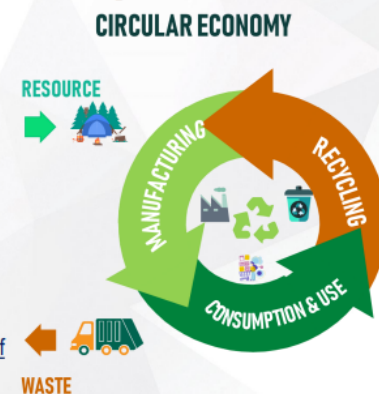 CIRCULAR ECONOMY
RESOURCE
MANUFACTURING
RECYCLING
CONSUMPTION & USE
f
WASTE